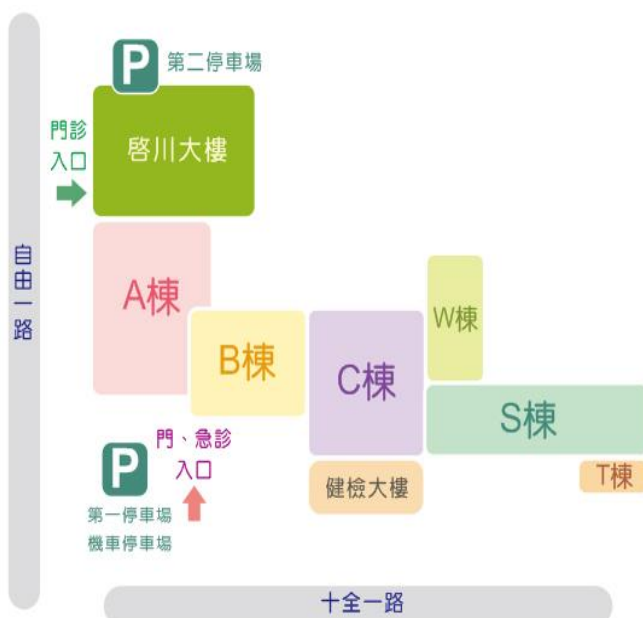 P 第二停車場
門診
入口
啓川大樓
自由一路
A棟
B棟
C棟
W棟
S棟
T棟
健檢大樓
門、急診
入口
P
第一停車場
機車停車場
十全一路